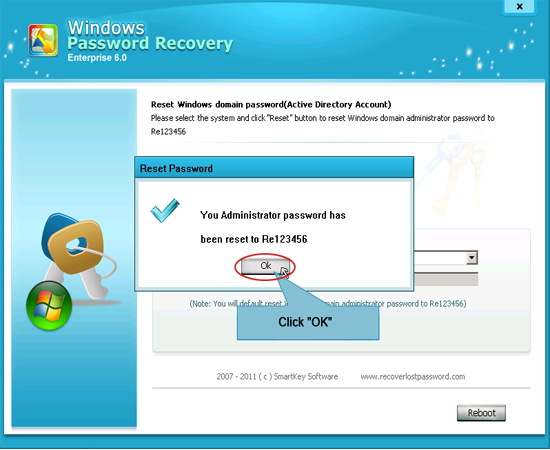 x
Windows
Password Recovery
Enterprise 6.0
Reset Windows domain password(Active Directory Account)
Please select the system and click "Reset" button to reset Windows domain administrator password to
Re123456
Reset Password
You Administrator password has
been reset to Re123456
Ok
(Note: You will default reset W main administrator password to Re123456)
Click "OK"
2007 - 2011 ( c ) SmartKey Software www.recoverlostpassword.com
Reboot